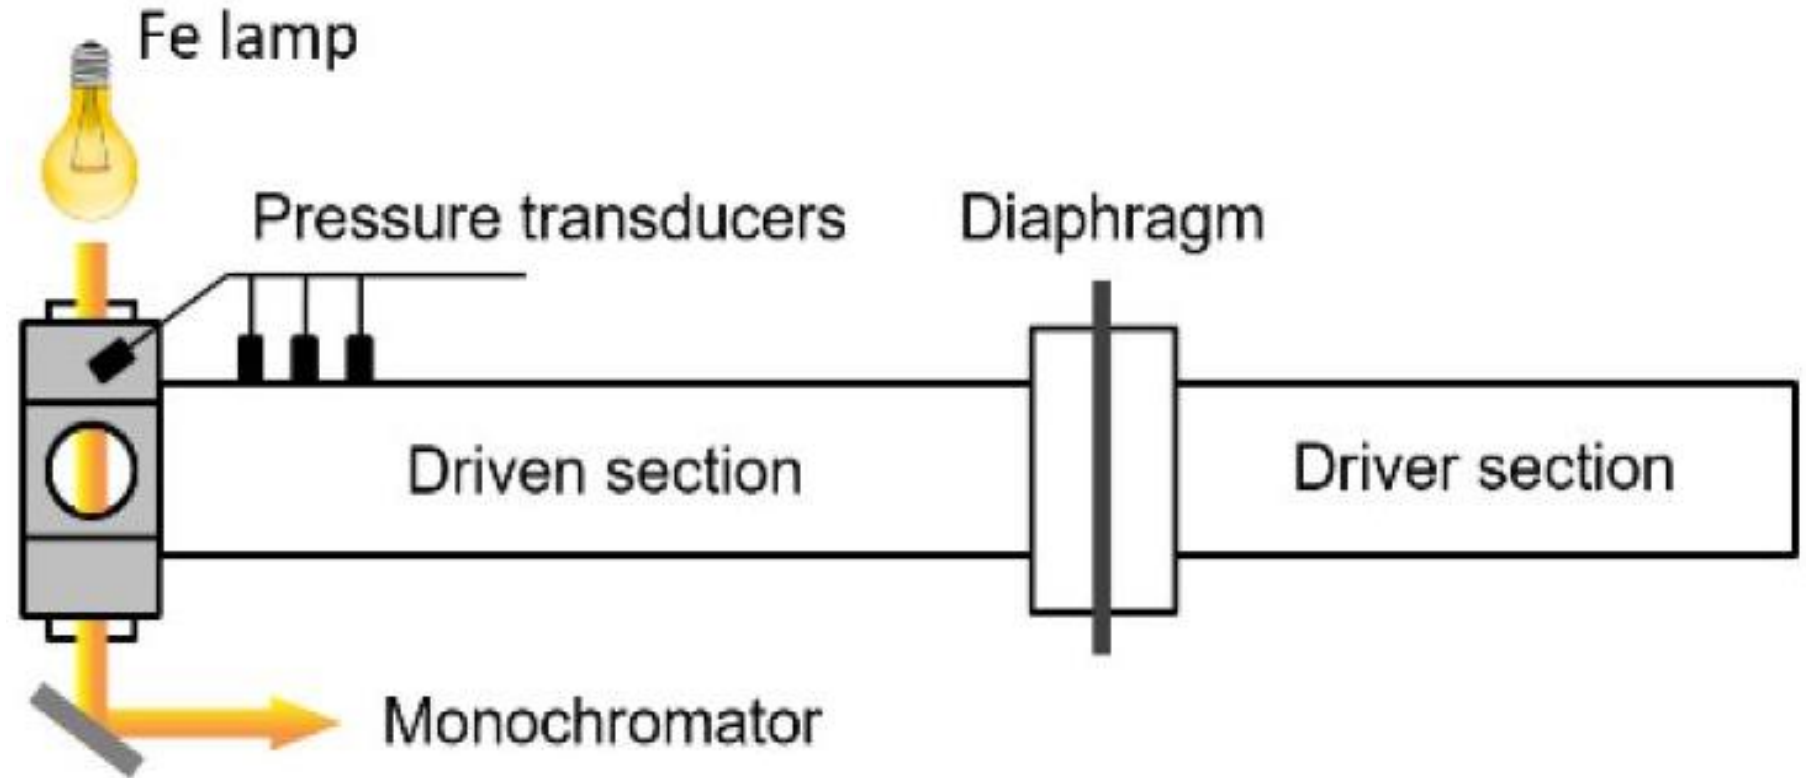 Fe lamp
Pressure transducers
Diaphragm
Driven section
Driver section
Monochromator